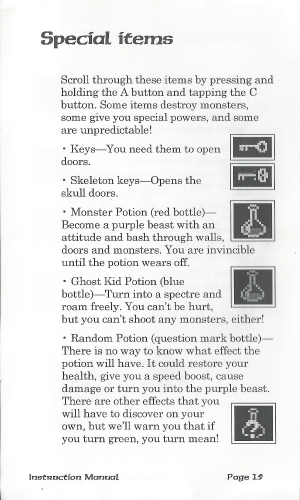 Special items
Scroll through these items by pressing and
holding the A button and tapping the C
button. Some items destroy monsters,
some give you special powers, and some
are unpredictable!
• Keys—You need them to open
doors.
• Skeleton keys—Opens the
skull doors.
• Monster Potion (red bottle)—
Become a purple beast with an
attitude and bash through walls,
doors and monsters. You are invincible
until the potion wears off.
• Ghost Kid Potion (blue
bottle)—Turn into a spectre and
roam freely. You can't be hurt,
but you can't shoot any monsters, either!
• Random Potion (question mark bottle)—
There is no way to know what effect the
potion will have. It could restore your
health, give you a speed boost, cause
damage or turn you into the purple beast.
There are other effects that you
will have to discover on your
own, but we'll warn you that if
you turn green, you turn mean!
Instruction Manual
Page 15